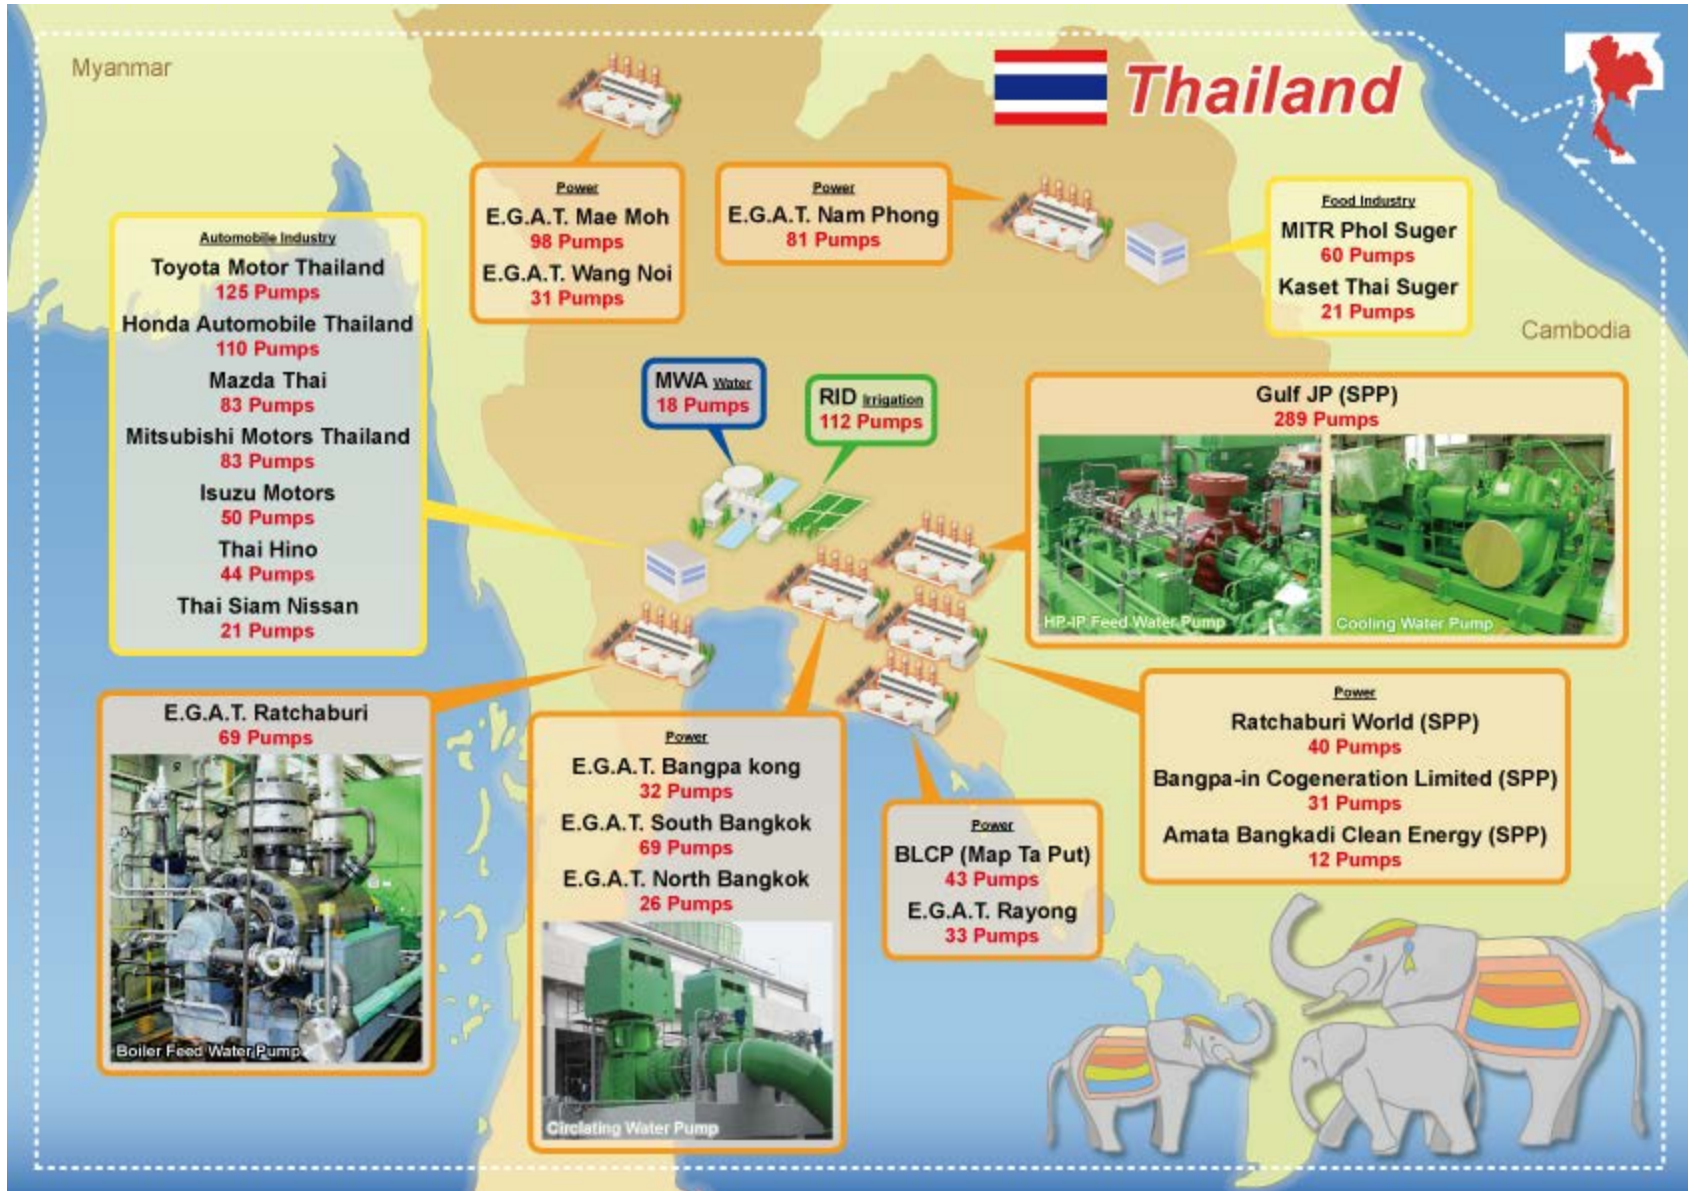 Myanmar
Thailand
Power
E.G.A.T. Mae Moh
98 Pumps
E.G.A.T. Wang Noi
31 Pumps
Power
E.G.A.T. Nam Phong
81 Pumps
Food Industry
MITR Phol Suger
60 Pumps
Kaset Thai Suger
21 Pumps
Cambodia
Automobile Industry
Toyota Motor Thailand
125 Pumps
Honda Automobile Thailand
110 Pumps
Mazda Thai
83 Pumps
Mitsubishi Motors Thailand
83 Pumps
Isuzu Motors
50 Pumps
Thai Hino
44 Pumps
Thai Siam Nissan
21 Pumps
MWA Water
18 Pumps
RID Irrigation
112 Pumps
Gulf JP (SPP)
289 Pumps
HP-IP Feed Water Pump
Cooling Water Pump
E.G.A.T. Ratchaburi
69 Pumps
Boiler Feed Water Pump
Power
E.G.A.T. Bangpa kong
32 Pumps
E.G.A.T. South Bangkok
69 Pumps
E.G.A.T. North Bangkok
26 Pumps
Circlating Water Pump
Power
BLCP (Map Ta Put)
43 Pumps
E.G.A.T. Rayong
33 Pumps
Power
Ratchaburi World (SPP)
40 Pumps
Bangpa-in Cogeneration Limited (SPP)
31 Pumps
Amata Bangkadi Clean Energy (SPP)
12 Pumps